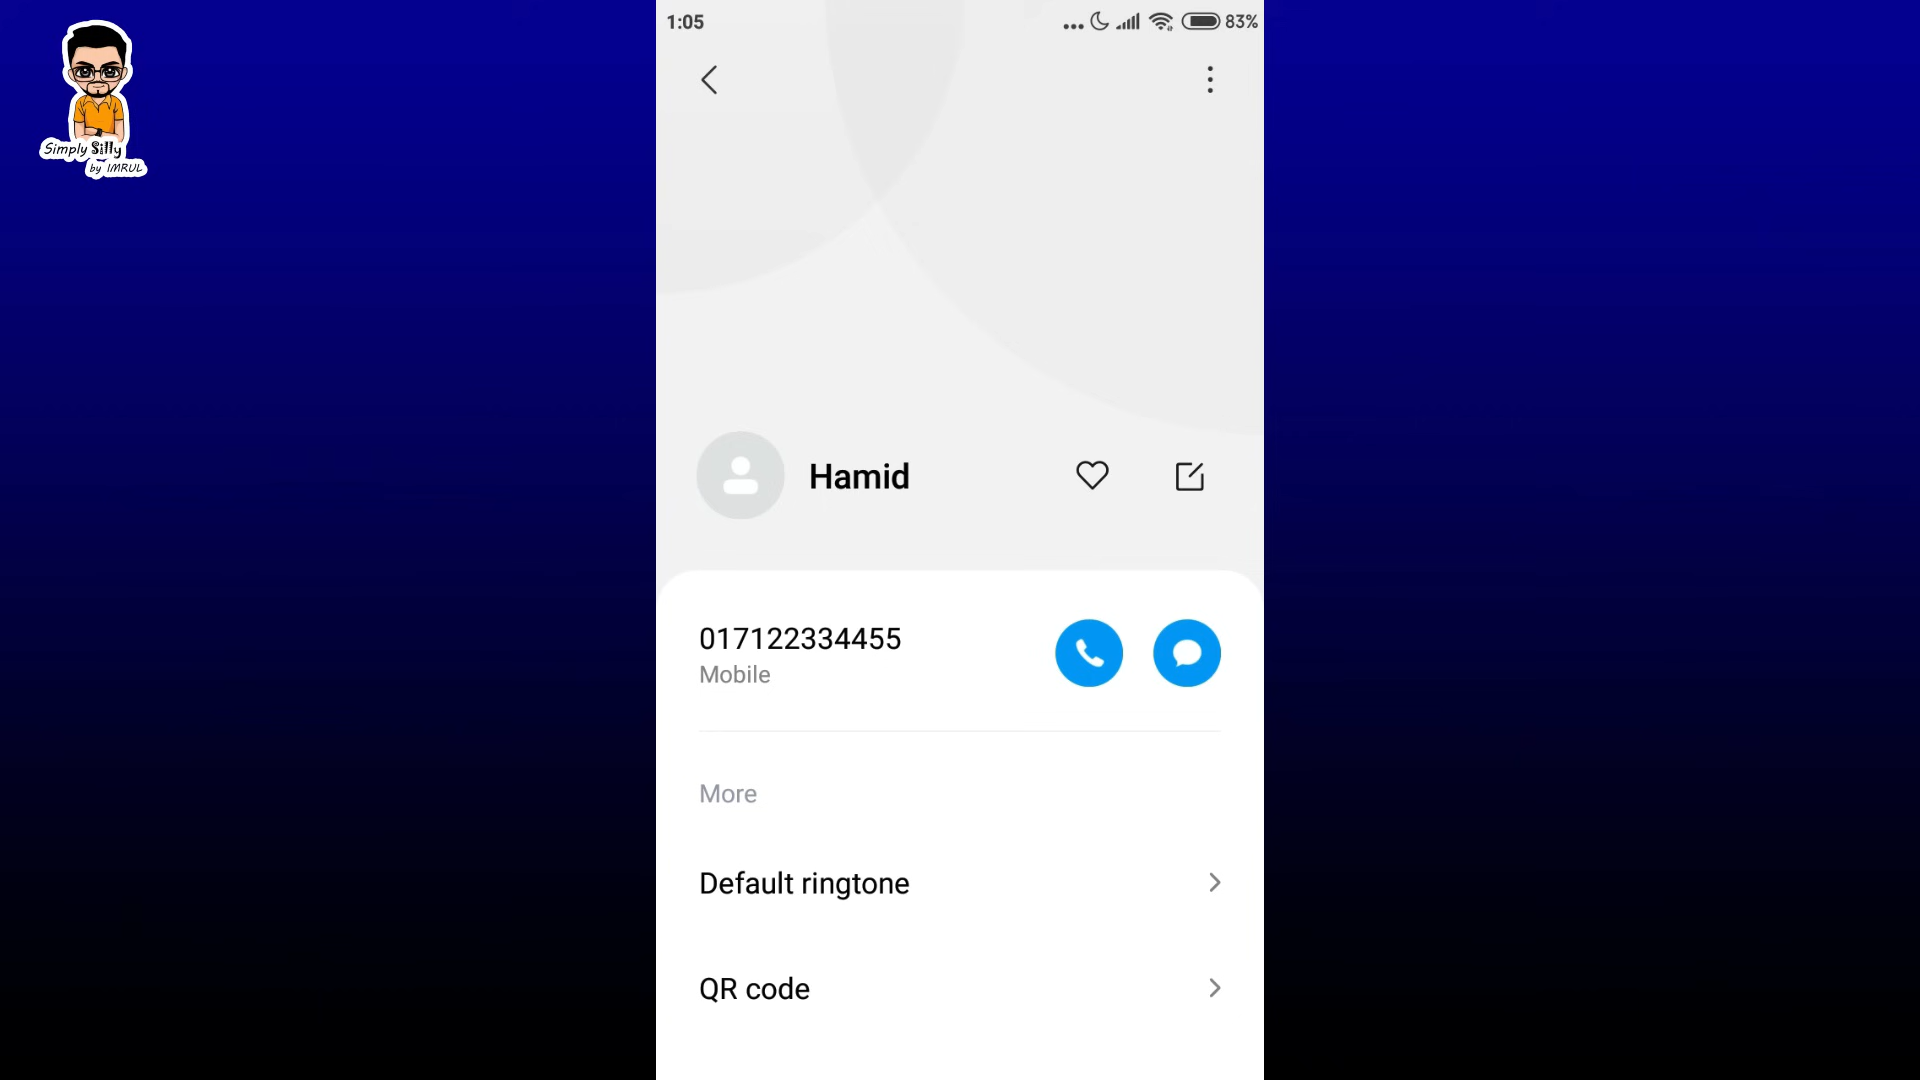 Simply Silly
by IMRUL
1:05
83%
Hamid
017122334455
Mobile
More
Default ringtone
QR code